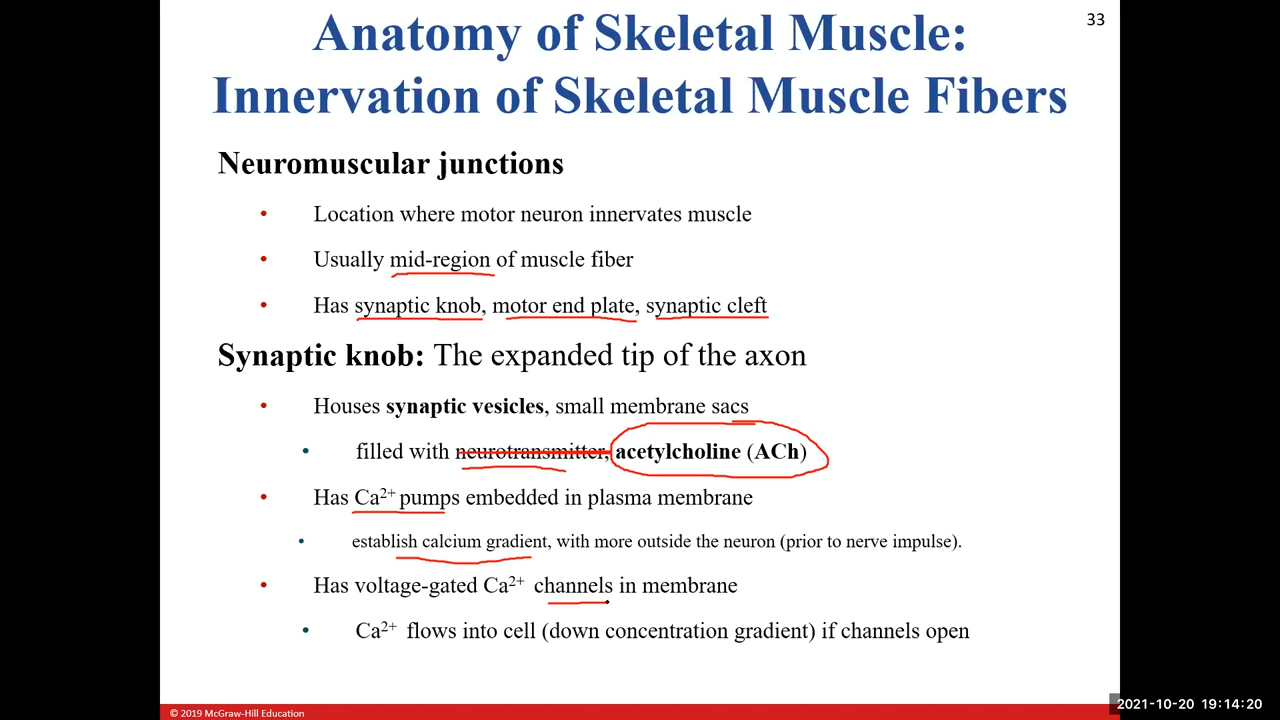 33
Anatomy of Skeletal Muscle:
Innervation of Skeletal Muscle Fibers
Neuromuscular junctions
• Location where motor neuron innervates muscle
• Usually mid-region of muscle fiber
• Has synaptic knob, motor end plate, synaptic cleft
Synaptic knob: The expanded tip of the axon
• Houses synaptic vesicles, small membrane sacs
• filled with neurotransmitter, acetylcholine (ACh)
• Has Ca²⁺ pumps embedded in plasma membrane
• establish calcium gradient, with more outside the neuron (prior to nerve impulse).
• Has voltage-gated Ca²⁺ channels in membrane
• Ca²⁺ flows into cell (down concentration gradient) if channels open
© 2019 McGraw-Hill Education
2021-10-20 19:14:20